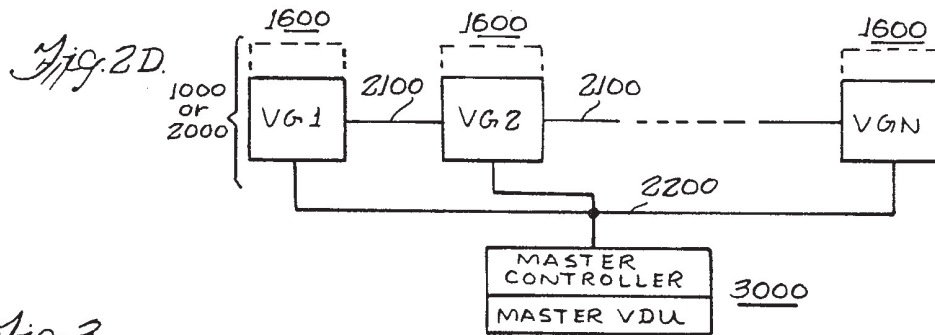 1600 1600 1600
Fig. 2D.
1000
or
2000
VG1 2100 VG2 2100 VGN
2200
MASTER
CONTROLLER
MASTER VDU
3000
Fig. 3